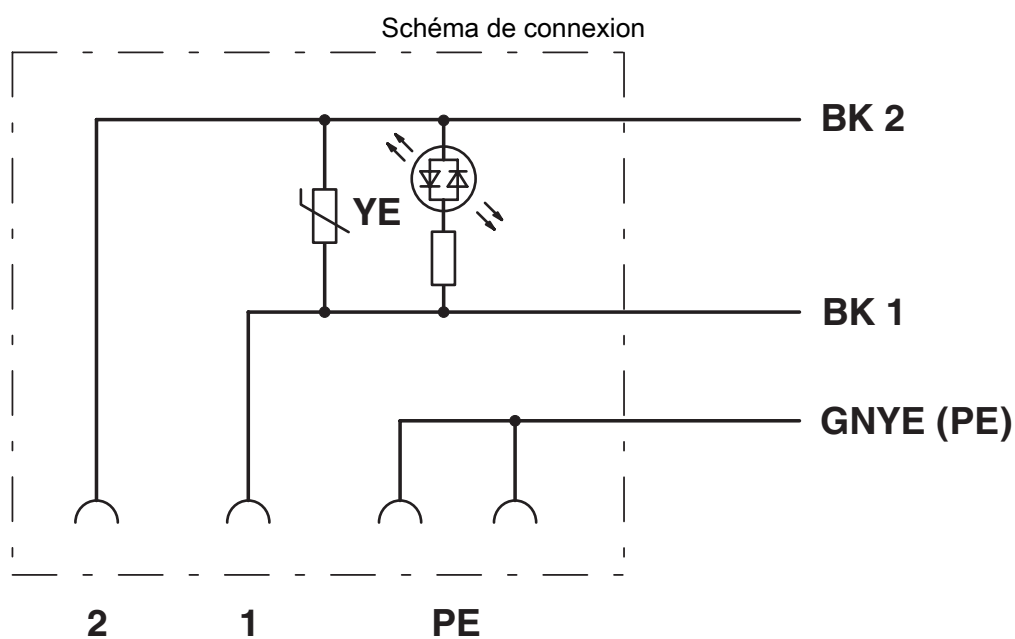 Schéma de connexion
BK 2
YE
BK 1
GNYE (PE)
2 1 PE